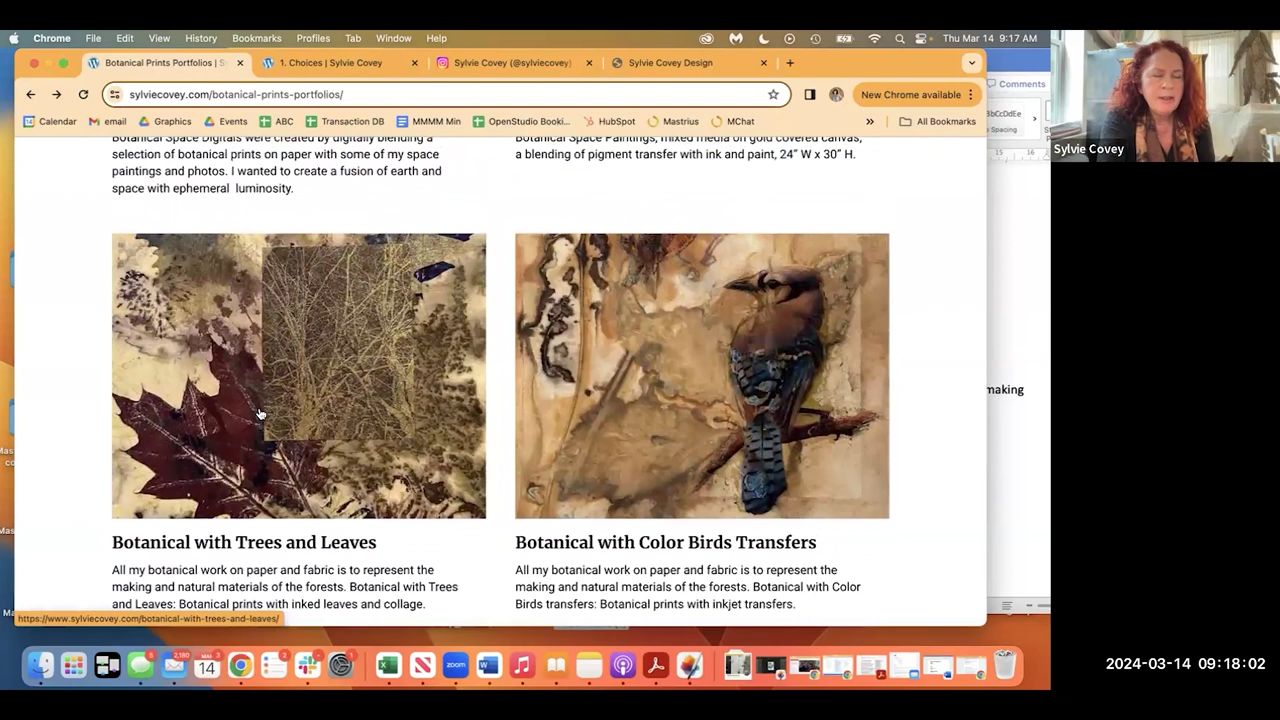 Chrome File Edit View History Bookmarks Profiles Tab Window Help Thu Mar 14 9:17 AM
Botanical Prints Portfolios | S 1. Choices | Sylvie Covey Sylvie Covey (@sylviecovey) Sylvie Covey Design
sylviecovey.com/botanical-prints-portfolios/ New Chrome available
Calendar email Graphics Events ABC Transaction DB MMMM Min OpenStudio Booki... HubSpot Mastrius MChat » All Bookmarks
Comments
Spacing
15 16
Botanical Space Digitals were created by digitally blending a
selection of botanical prints on paper with some of my space
paintings and photos. I wanted to create a fusion of earth and
space with ephemeral luminosity.
Botanical Space Paintings, mixed media on gold covered canvas,
a blending of pigment transfer with ink and paint, 24” W x 30” H.
Sylvie Covey
making
Botanical with Trees and Leaves
All my botanical work on paper and fabric is to represent the
making and natural materials of the forests. Botanical with Trees
and Leaves: Botanical prints with inked leaves and collage.
Botanical with Color Birds Transfers
All my botanical work on paper and fabric is to represent the
making and natural materials of the forests. Botanical with Color
Birds transfers: Botanical prints with inkjet transfers.
https://www.sylviecovey.com/botanical-with-trees-and-leaves/
2,180
MAR
14
zoom
2024-03-14 09:18:02